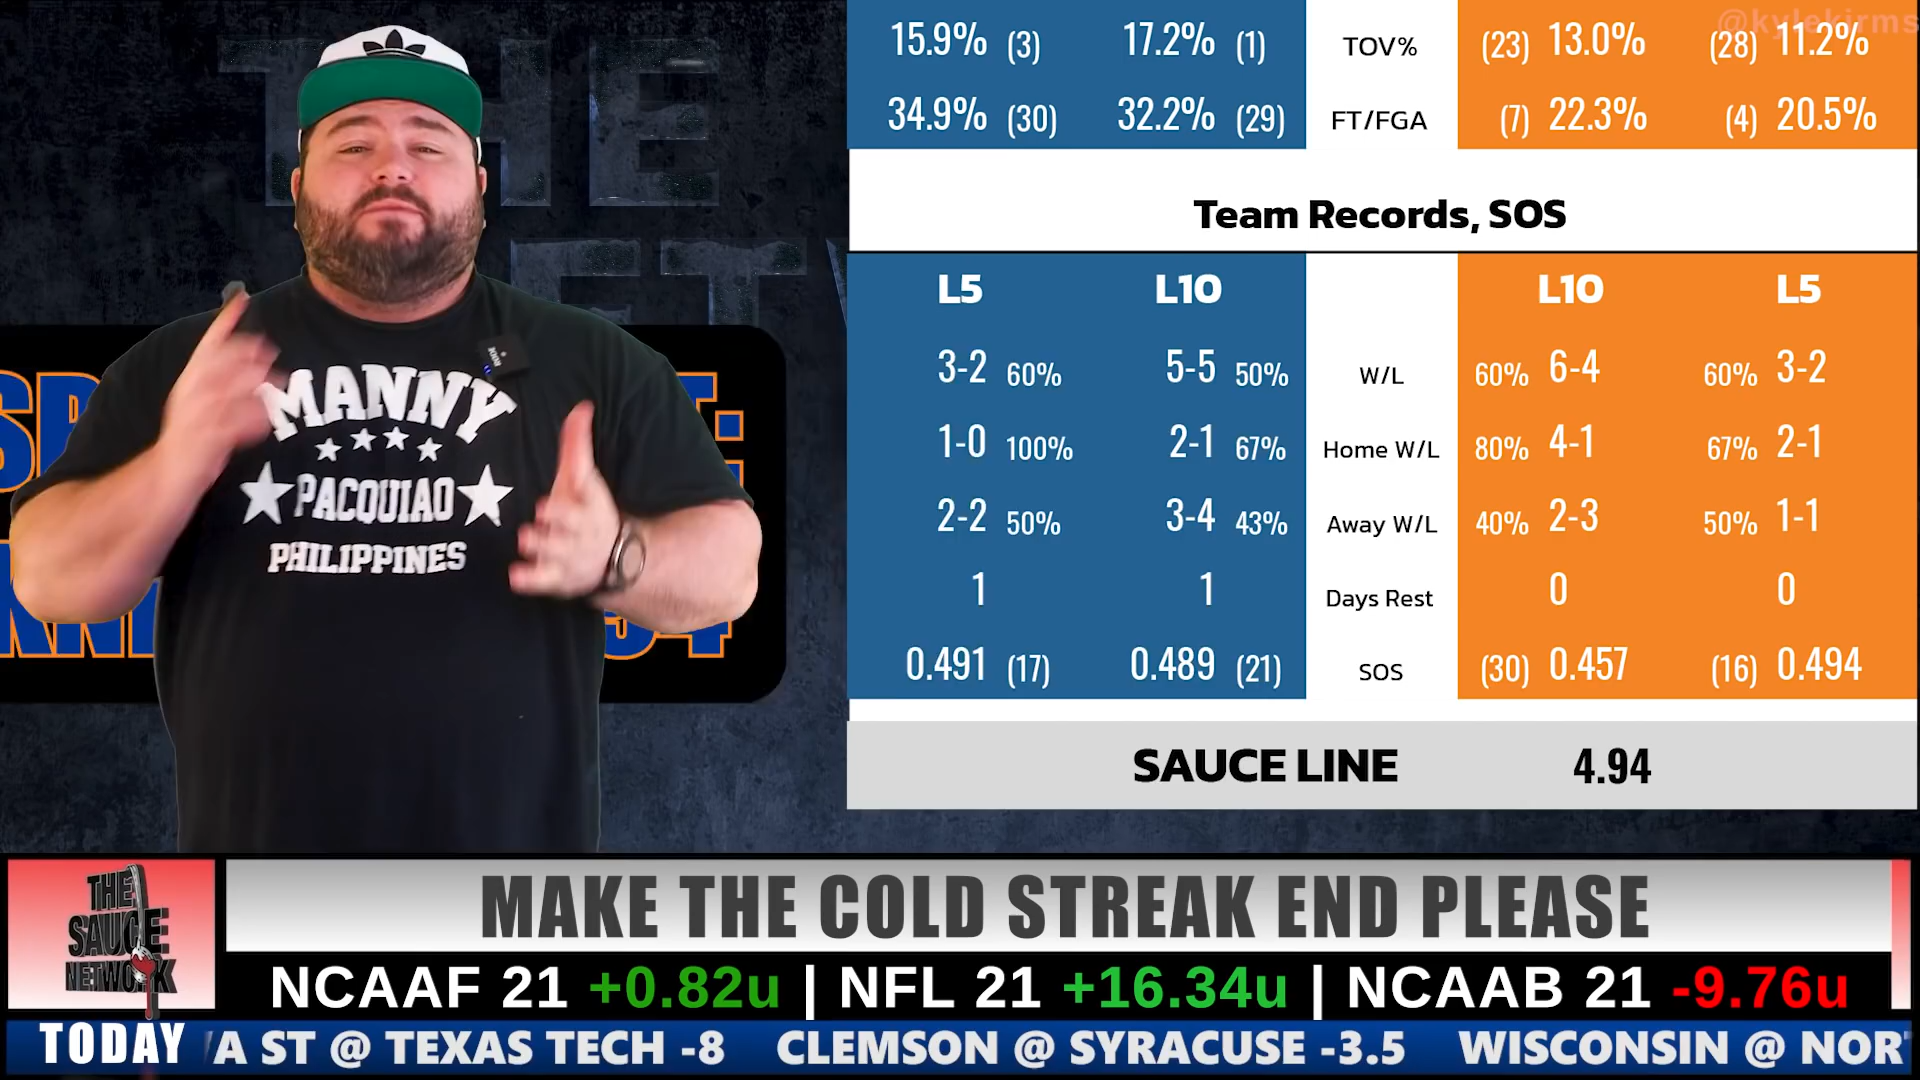 @kylekirms
15.9% (3) 17.2% (1) TOV% (23) 13.0% (28) 11.2%
34.9% (30) 32.2% (29) FT/FGA (7) 22.3% (4) 20.5%
Team Records, SOS
L5 L10 L10 L5
3-2 60% 5-5 50% W/L 60% 6-4 60% 3-2
1-0 100% 2-1 67% Home W/L 80% 4-1 67% 2-1
2-2 50% 3-4 43% Away W/L 40% 2-3 50% 1-1
1 1 Days Rest 0 0
0.491 (17) 0.489 (21) SOS (30) 0.457 (16) 0.494
SAUCE LINE 4.94
THE
MANNY
PACQUIAO
PHILIPPINES
THE
SAUCE
NETWORK
MAKE THE COLD STREAK END PLEASE
NCAAF 21 +0.82u | NFL 21 +16.34u | NCAAB 21 -9.76u
TODAY A ST @ TEXAS TECH -8 CLEMSON @ SYRACUSE -3.5 WISCONSIN @ NOR